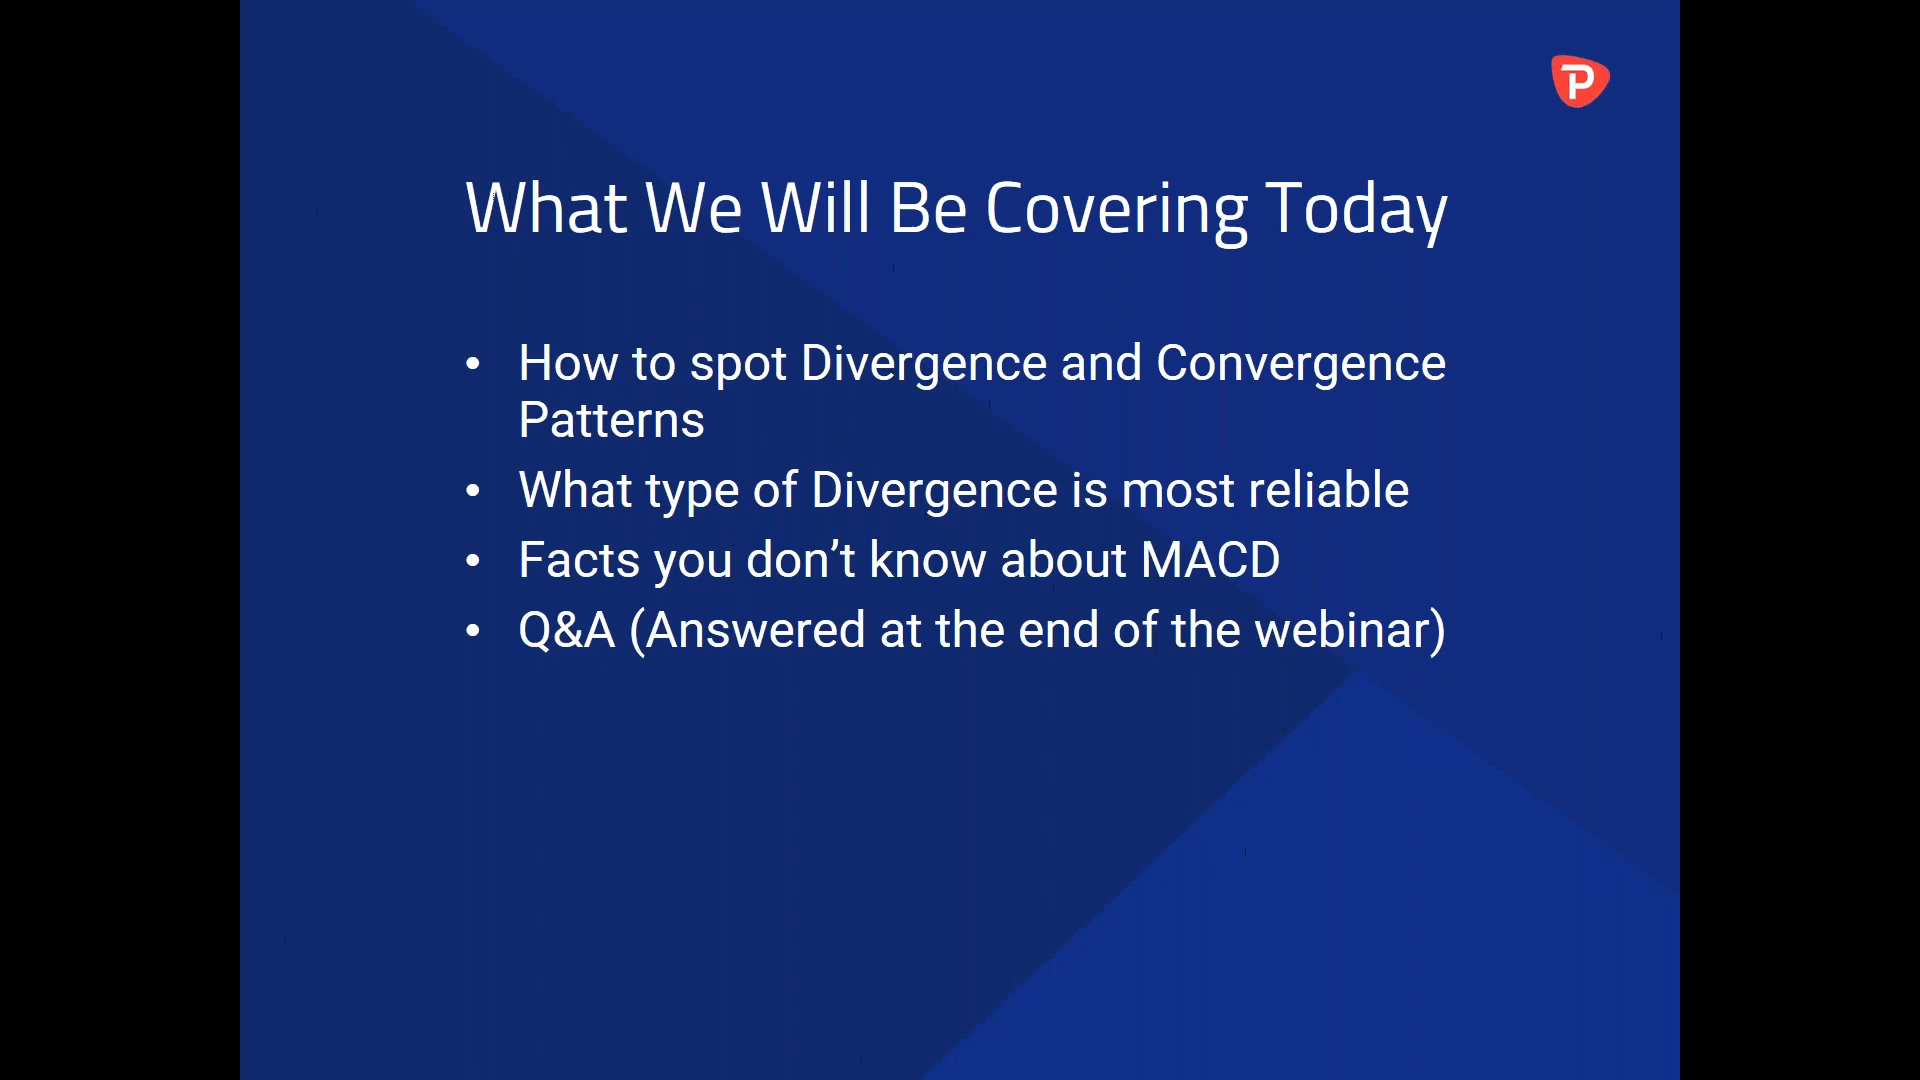 P
What We Will Be Covering Today
• How to spot Divergence and Convergence
Patterns
• What type of Divergence is most reliable
• Facts you don’t know about MACD
• Q&A (Answered at the end of the webinar)